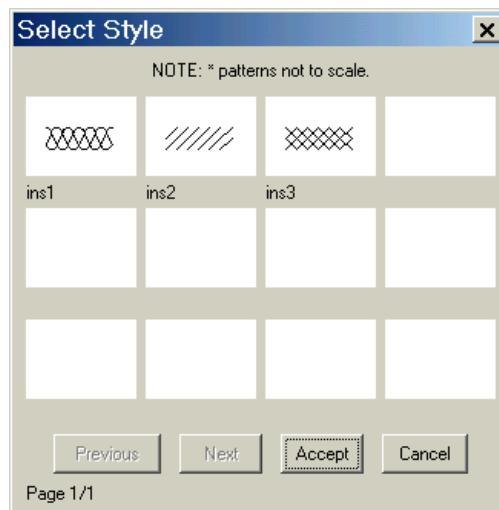 Select Style
NOTE: * patterns not to scale.
ins1 ins2 ins3
Previous Next Accept Cancel
Page 1/1